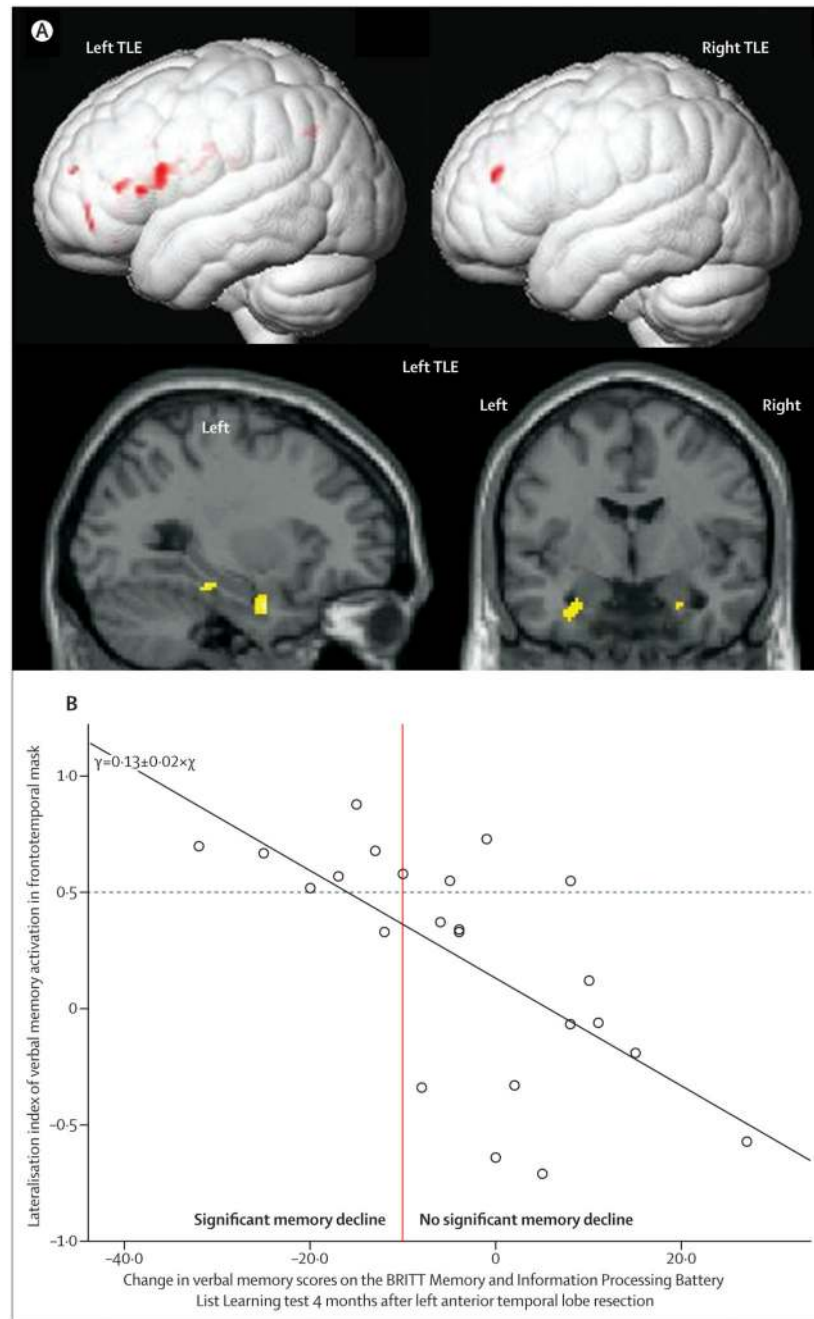 A
Left TLE
Right TLE
Left TLE
Left
Left
Right
B
γ=0·13±0·02×χ
Lateralisation index of verbal memory activation in frontotemporal mask
1·0
0·5
0
–0·5
–1·0
Significant memory decline
No significant memory decline
–40·0
–20·0
0
20·0
Change in verbal memory scores on the BRITT Memory and Information Processing Battery
List Learning test 4 months after left anterior temporal lobe resection